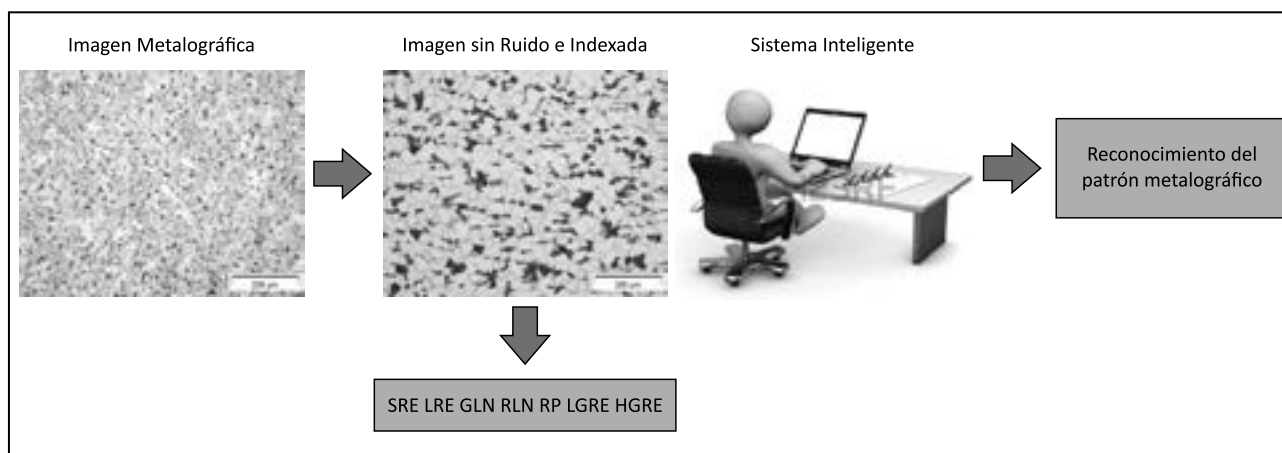 Imagen Metalográfica
Imagen sin Ruido e Indexada
Sistema Inteligente
Reconocimiento del
patrón metalográfico
SRE LRE GLN RLN RP LGRE HGRE